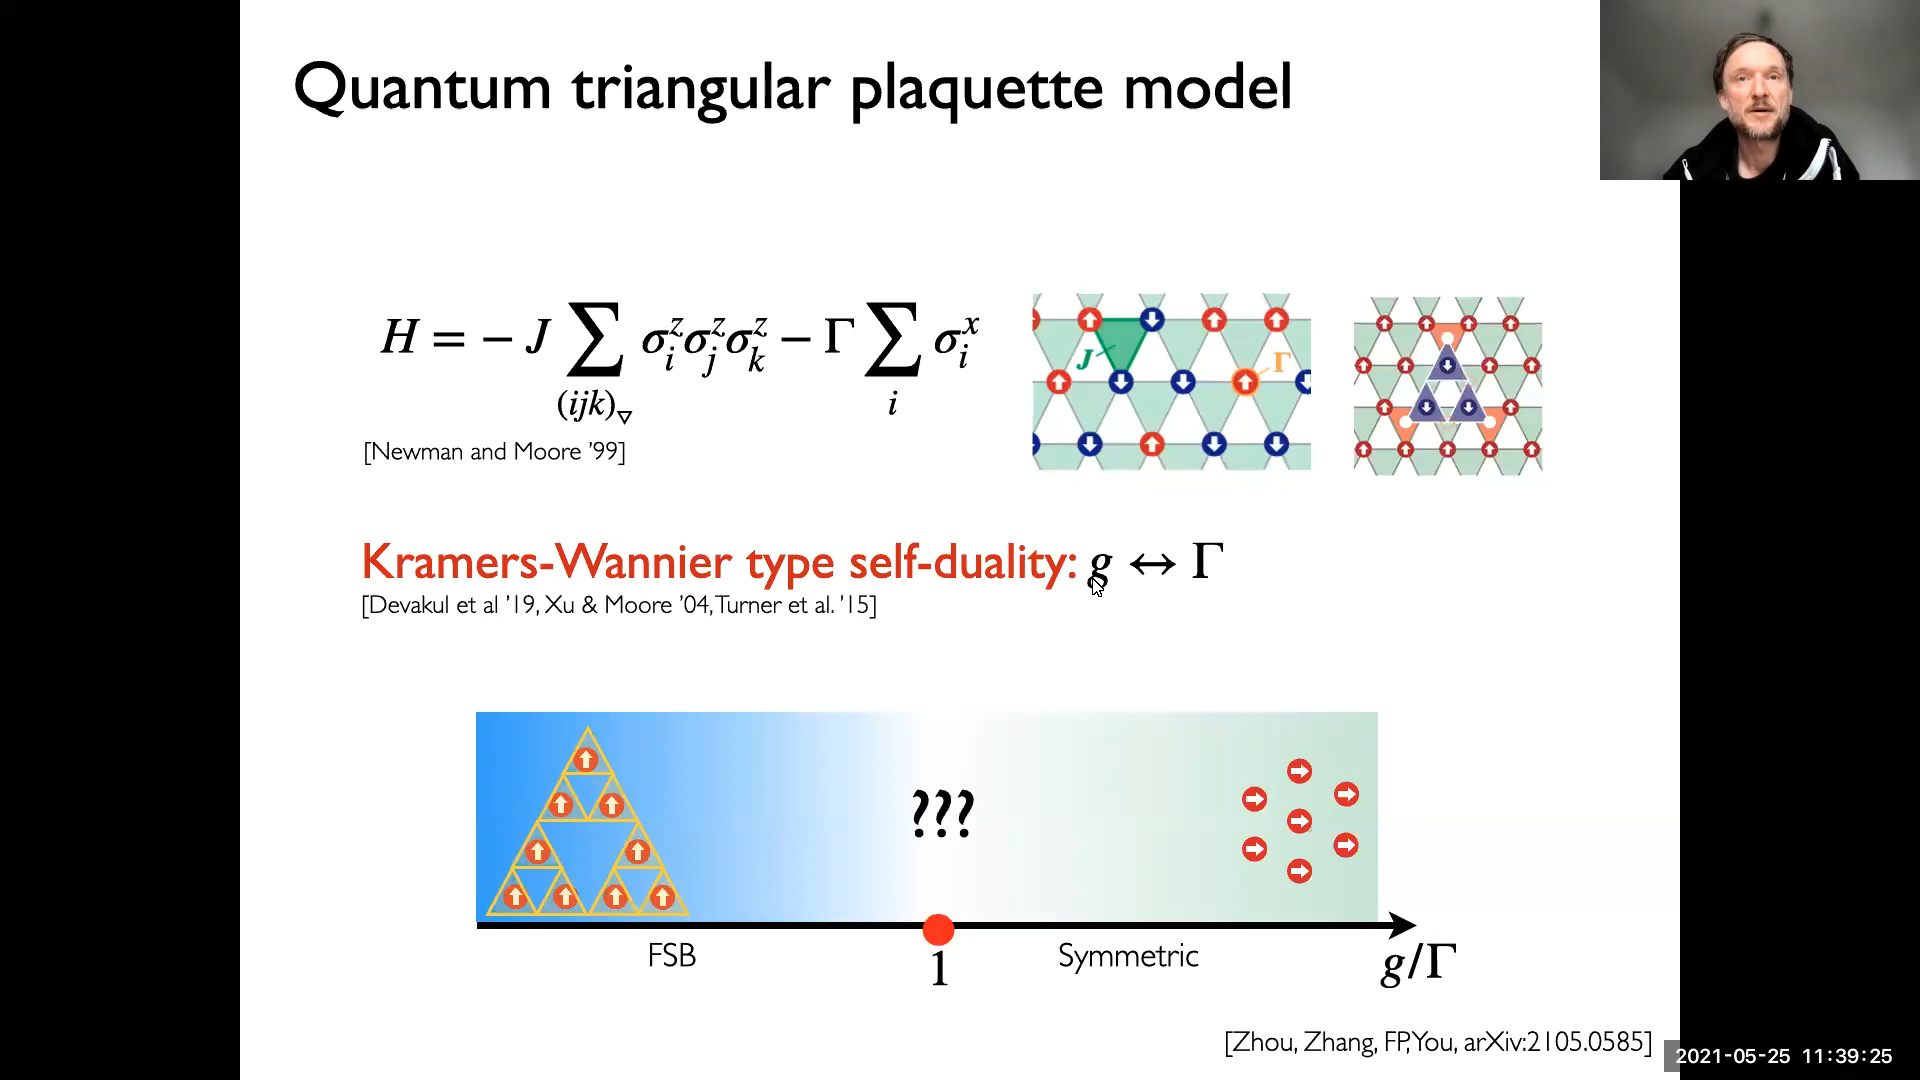 Quantum triangular plaquette model
H = − J ∑ σ_i^z σ_j^z σ_k^z − Γ ∑ σ_i^x
(ijk)▽ i
[Newman and Moore ’99]
J Γ
Kramers-Wannier type self-duality: g ↔ Γ
[Devakul et al ’19, Xu & Moore ’04, Turner et al. ’15]
???
FSB 1 Symmetric g/Γ
[Zhou, Zhang, FP, You, arXiv:2105.0585]
2021-05-25 11:39:25